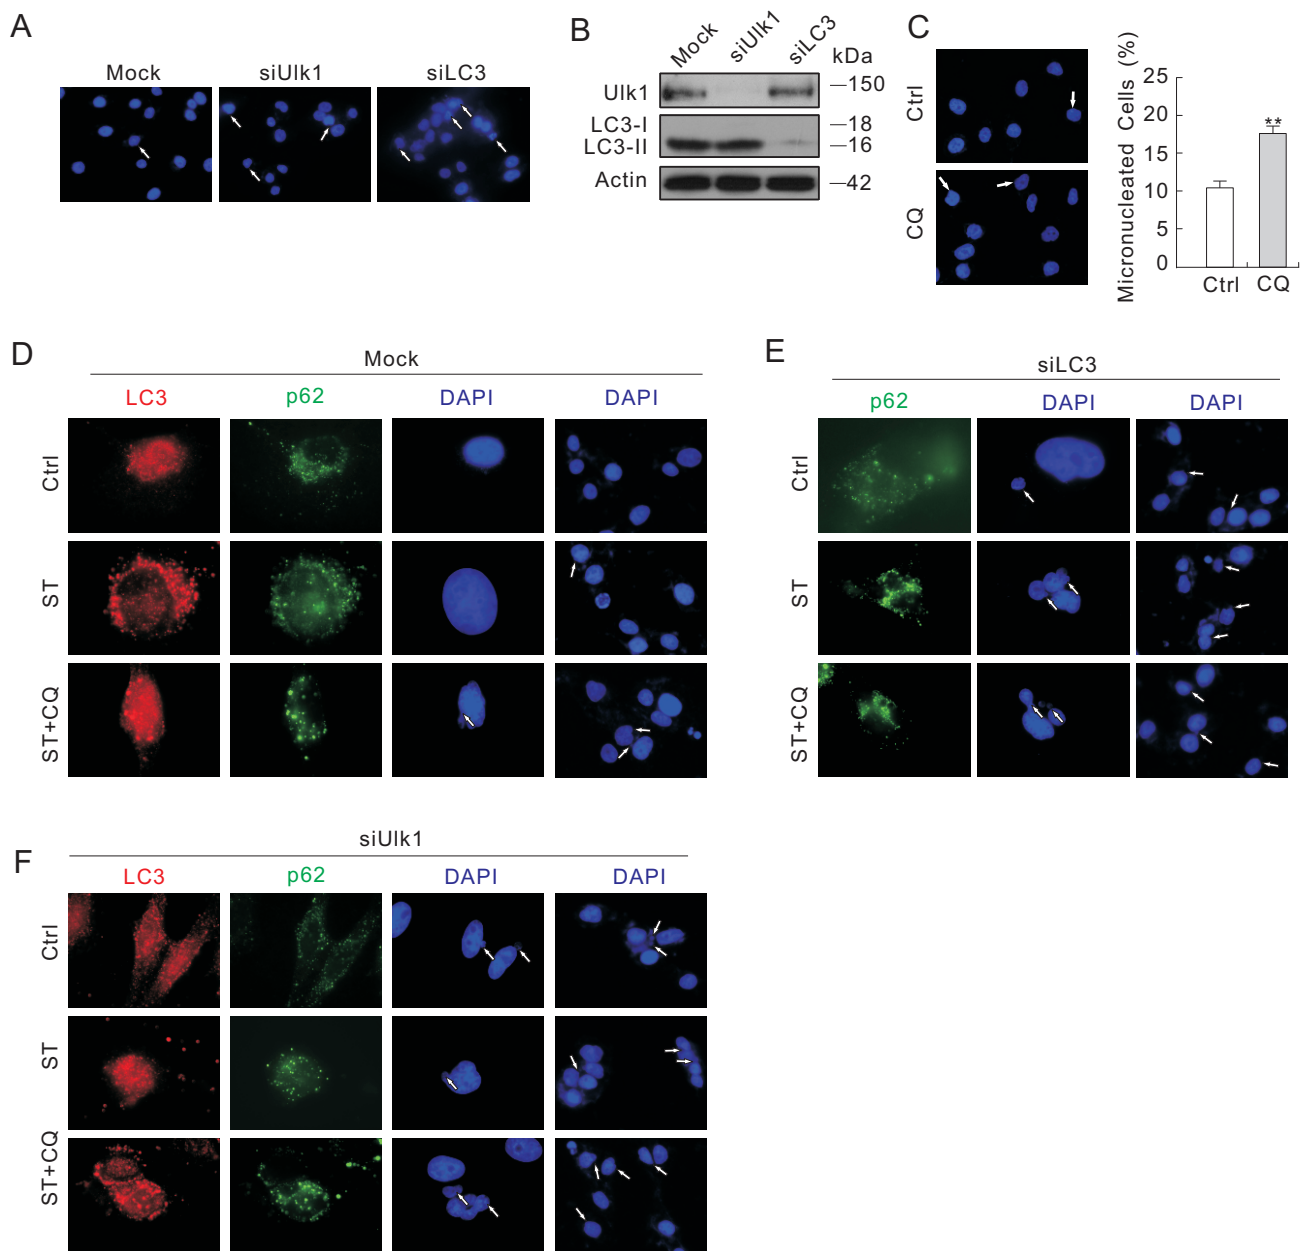 A
Mock
siUlk1
siLC3
B
Mock
siUlk1
siLC3
kDa
Ulk1
—150
LC3-I
—18
LC3-II
—16
Actin
—42
C
Ctrl
CQ
Micronucleated Cells (%)
25
20
15
10
5
0
**
Ctrl
CQ
D
Mock
LC3
p62
DAPI
DAPI
Ctrl
ST
ST+CQ
E
siLC3
p62
DAPI
DAPI
Ctrl
ST
ST+CQ
F
siUlk1
LC3
p62
DAPI
DAPI
Ctrl
ST
ST+CQ